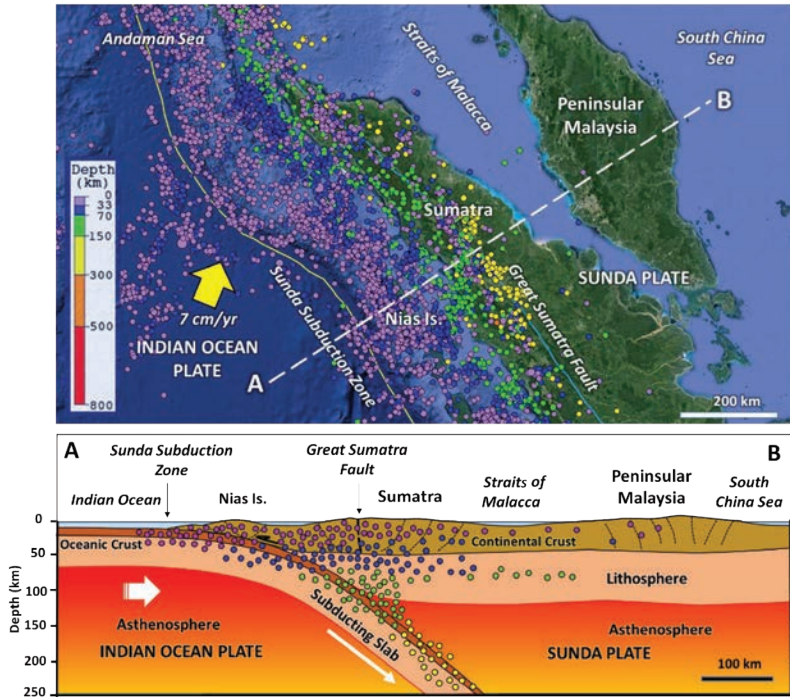 Andaman Sea
Straits of Malacca
South China
Sea
B
Peninsular
Malaysia
Depth
(km)
0
33
70
150
300
500
800
Sumatra
7 cm/yr
INDIAN OCEAN
PLATE
A
Sunda Subduction Zone
Nias Is.
Great Sumatra Fault
SUNDA PLATE
200 km
A
Sunda Subduction
Zone
Great Sumatra
Fault
B
Indian Ocean
Nias Is.
Sumatra
Straits of
Malacca
Peninsular
Malaysia
South
China Sea
Depth (km)
0
50
100
150
200
250
Oceanic Crust
Continental Crust
Lithosphere
Asthenosphere
INDIAN OCEAN PLATE
Subducting Slab
Asthenosphere
SUNDA PLATE
100 km